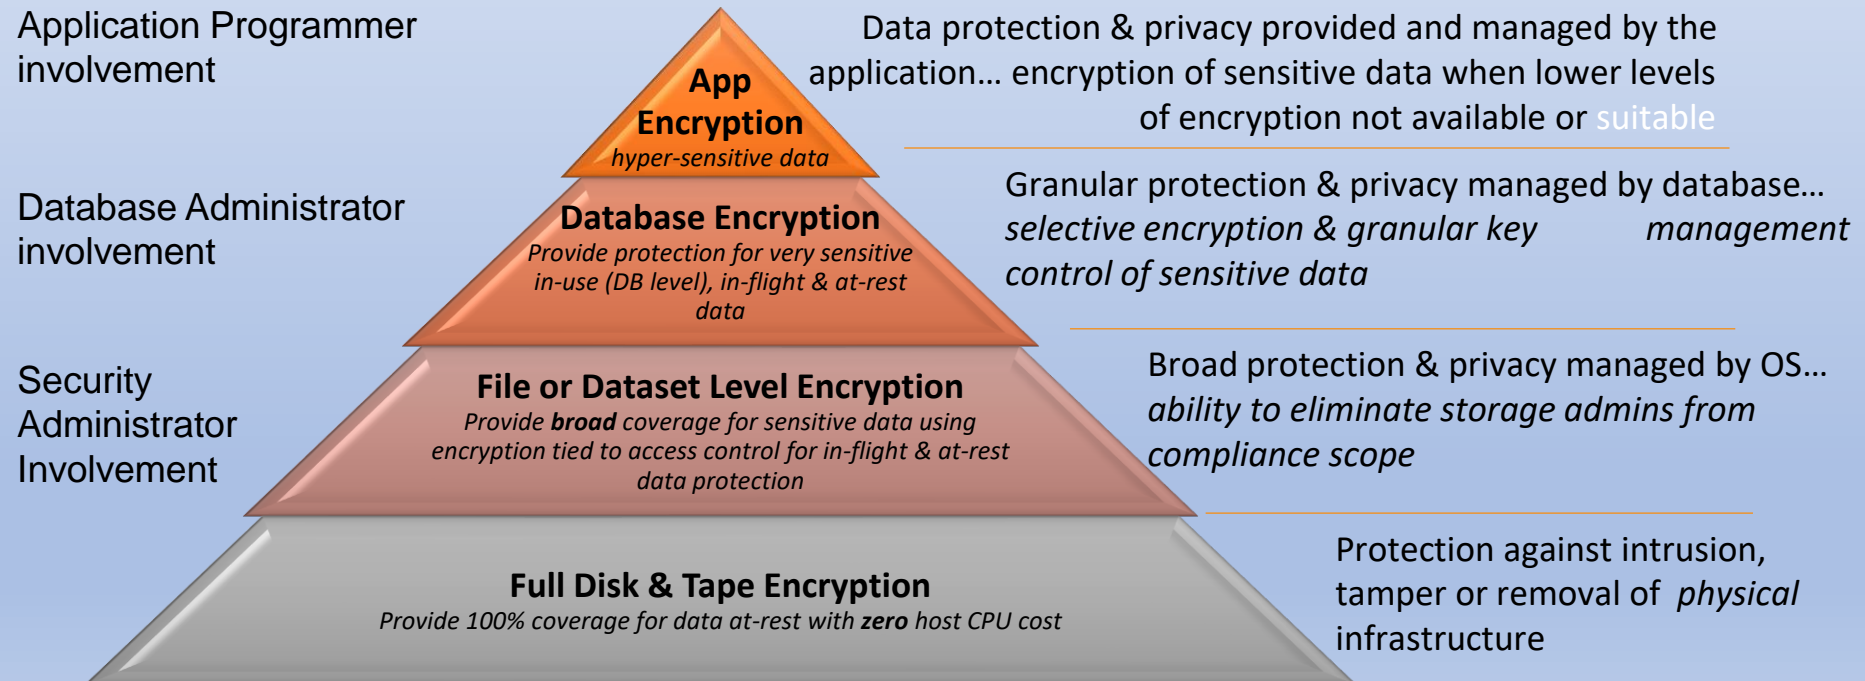 Application Programmer
involvement
App
Encryption
hyper-sensitive data
Data protection & privacy provided and managed by the
application... encryption of sensitive data when lower levels
of encryption not available or suitable
Database Administrator
involvement
Database Encryption
Provide protection for very sensitive
in-use (DB level), in-flight & at-rest
data
Granular protection & privacy managed by database...
selective encryption & granular key management
control of sensitive data
Security
Administrator
Involvement
File or Dataset Level Encryption
Provide broad coverage for sensitive data using
encryption tied to access control for in-flight & at-rest
data protection
Broad protection & privacy managed by OS...
ability to eliminate storage admins from
compliance scope
Full Disk & Tape Encryption
Provide 100% coverage for data at-rest with zero host CPU cost
Protection against intrusion,
tamper or removal of physical
infrastructure